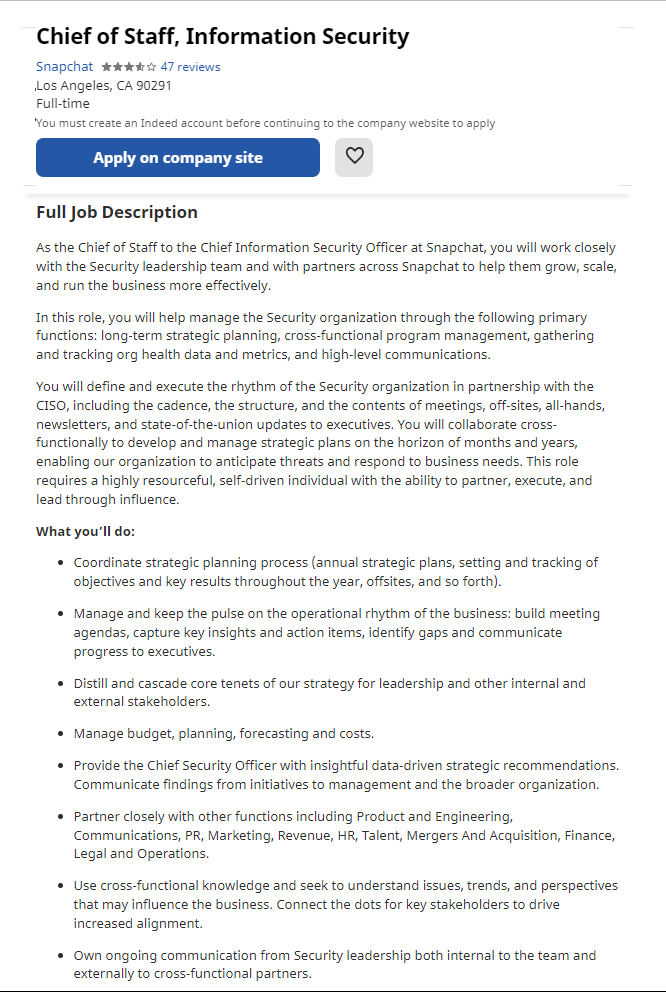 Chief of Staff, Information Security
Snapchat 47 reviews
Los Angeles, CA 90291
Full-time
You must create an Indeed account before continuing to the company website to apply
Apply on company site
Full Job Description
As the Chief of Staff to the Chief Information Security Officer at Snapchat, you will work closely
with the Security leadership team and with partners across Snapchat to help them grow, scale,
and run the business more effectively.
In this role, you will help manage the Security organization through the following primary
functions: long-term strategic planning, cross-functional program management, gathering
and tracking org health data and metrics, and high-level communications.
You will define and execute the rhythm of the Security organization in partnership with the
CISO, including the cadence, the structure, and the contents of meetings, off-sites, all-hands,
newsletters, and state-of-the-union updates to executives. You will collaborate cross-
functionally to develop and manage strategic plans on the horizon of months and years,
enabling our organization to anticipate threats and respond to business needs. This role
requires a highly resourceful, self-driven individual with the ability to partner, execute, and
lead through influence.
What you'll do:
• Coordinate strategic planning process (annual strategic plans, setting and tracking of
objectives and key results throughout the year, offsites, and so forth).
• Manage and keep the pulse on the operational rhythm of the business: build meeting
agendas, capture key insights and action items, identify gaps and communicate
progress to executives.
• Distill and cascade core tenets of our strategy for leadership and other internal and
external stakeholders.
• Manage budget, planning, forecasting and costs.
• Provide the Chief Security Officer with insightful data-driven strategic recommendations.
Communicate findings from initiatives to management and the broader organization.
• Partner closely with other functions including Product and Engineering,
Communications, PR, Marketing, Revenue, HR, Talent, Mergers And Acquisition, Finance,
Legal and Operations.
• Use cross-functional knowledge and seek to understand issues, trends, and perspectives
that may influence the business. Connect the dots for key stakeholders to drive
increased alignment.
• Own ongoing communication from Security leadership both internal to the team and
externally to cross-functional partners.